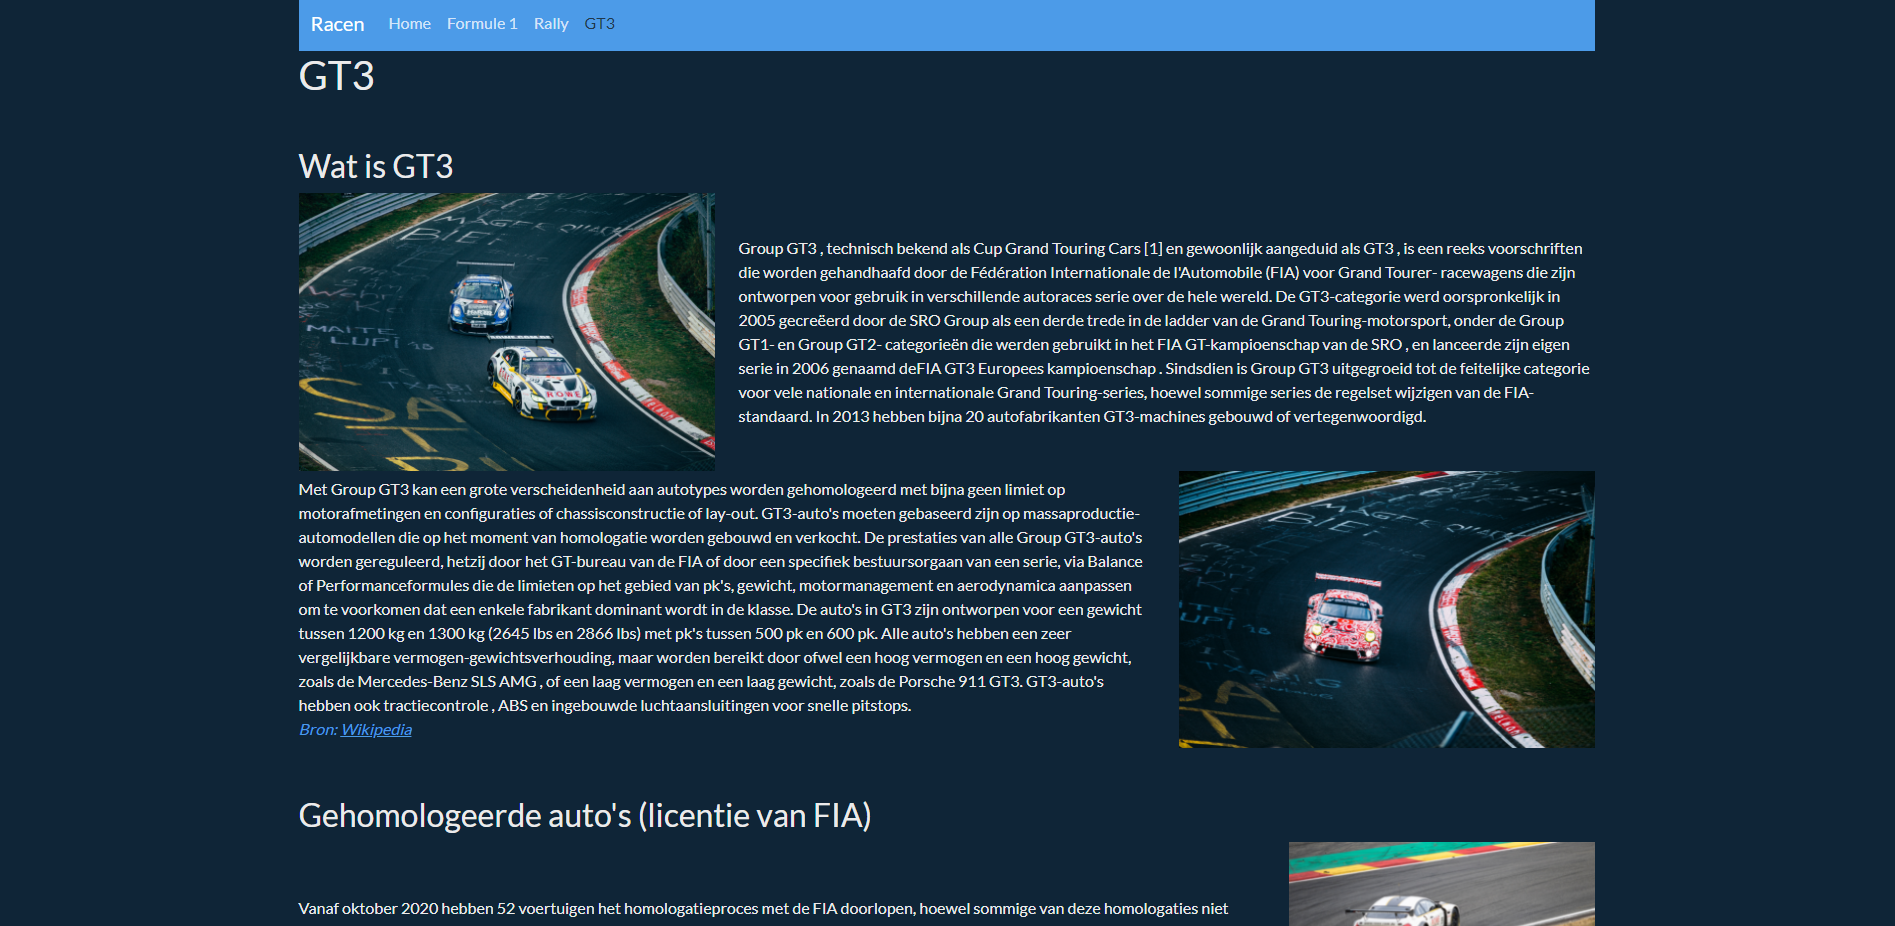 Racen Home Formule 1 Rally GT3
GT3
Wat is GT3
BIER
MAITE
LUPI
ROWE
Group GT3 , technisch bekend als Cup Grand Touring Cars [1] en gewoonlijk aangeduid als GT3 , is een reeks voorschriften
die worden gehandhaafd door de Fédération Internationale de l'Automobile (FIA) voor Grand Tourer- racewagens die zijn
ontworpen voor gebruik in verschillende autoraces serie over de hele wereld. De GT3-categorie werd oorspronkelijk in
2005 gecreëerd door de SRO Group als een derde trede in de ladder van de Grand Touring-motorsport, onder de Group
GT1- en Group GT2- categorieën die werden gebruikt in het FIA GT-kampioenschap van de SRO , en lanceerde zijn eigen
serie in 2006 genaamd deFIA GT3 Europees kampioenschap . Sindsdien is Group GT3 uitgegroeid tot de feitelijke categorie
voor vele nationale en internationale Grand Touring-series, hoewel sommige series de regelset wijzigen van de FIA-
standaard. In 2013 hebben bijna 20 autofabrikanten GT3-machines gebouwd of vertegenwoordigd.
Met Group GT3 kan een grote verscheidenheid aan autotypes worden gehomologeerd met bijna geen limiet op
motorafmetingen en configuraties of chassisconstructie of lay-out. GT3-auto's moeten gebaseerd zijn op massaproductie-
automodellen die op het moment van homologatie worden gebouwd en verkocht. De prestaties van alle Group GT3-auto's
worden gereguleerd, hetzij door het GT-bureau van de FIA of door een specifiek bestuursorgaan van een serie, via Balance
of Performanceformules die de limieten op het gebied van pk's, gewicht, motormanagement en aerodynamica aanpassen
om te voorkomen dat een enkele fabrikant dominant wordt in de klasse. De auto's in GT3 zijn ontworpen voor een gewicht
tussen 1200 kg en 1300 kg (2645 lbs en 2866 lbs) met pk's tussen 500 pk en 600 pk. Alle auto's hebben een zeer
vergelijkbare vermogen-gewichtsverhouding, maar worden bereikt door ofwel een hoog vermogen en een hoog gewicht,
zoals de Mercedes-Benz SLS AMG , of een laag vermogen en een laag gewicht, zoals de Porsche 911 GT3. GT3-auto's
hebben ook tractiecontrole , ABS en ingebouwde luchtaansluitingen voor snelle pitstops.
Bron: Wikipedia
Gehomologeerde auto's (licentie van FIA)
Vanaf oktober 2020 hebben 52 voertuigen het homologatieproces met de FIA doorlopen, hoewel sommige van deze homologaties niet